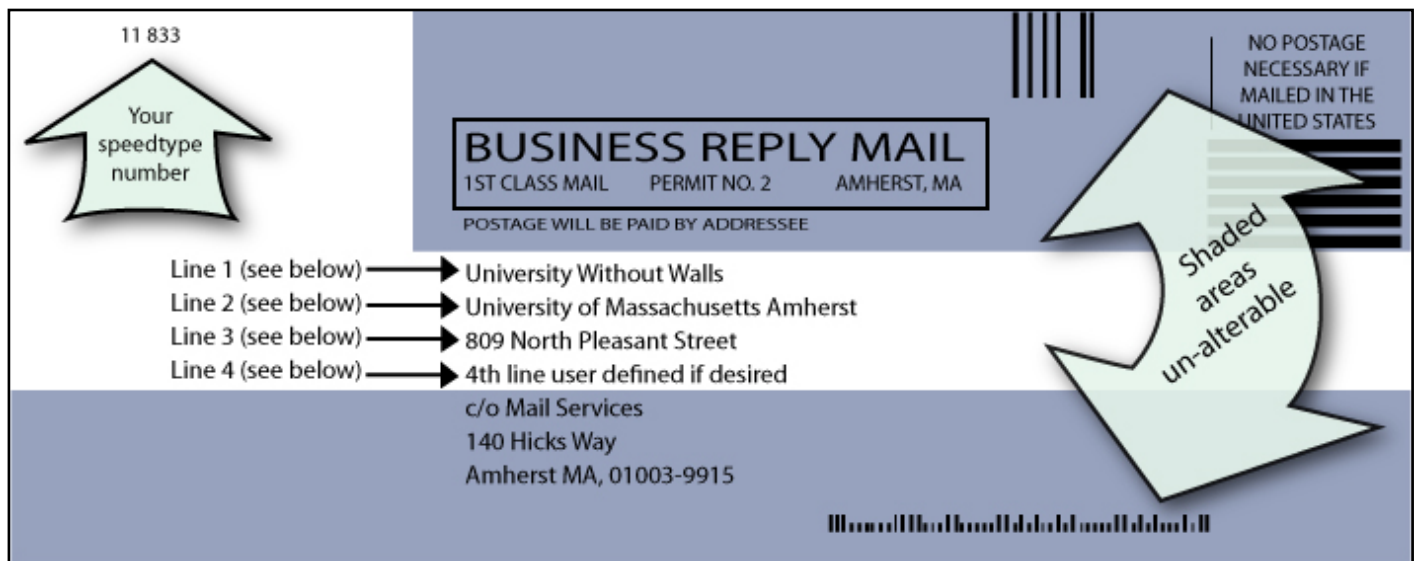 11 833
Your
speedtype
number
NO POSTAGE
NECESSARY IF
MAILED IN THE
UNITED STATES
BUSINESS REPLY MAIL
1ST CLASS MAIL PERMIT NO. 2 AMHERST, MA
POSTAGE WILL BE PAID BY ADDRESSEE
Line 1 (see below) University Without Walls
Line 2 (see below) University of Massachusetts Amherst
Line 3 (see below) 809 North Pleasant Street
Line 4 (see below) 4th line user defined if desired
c/o Mail Services
140 Hicks Way
Amherst MA, 01003-9915
Shaded
areas
un-alterable